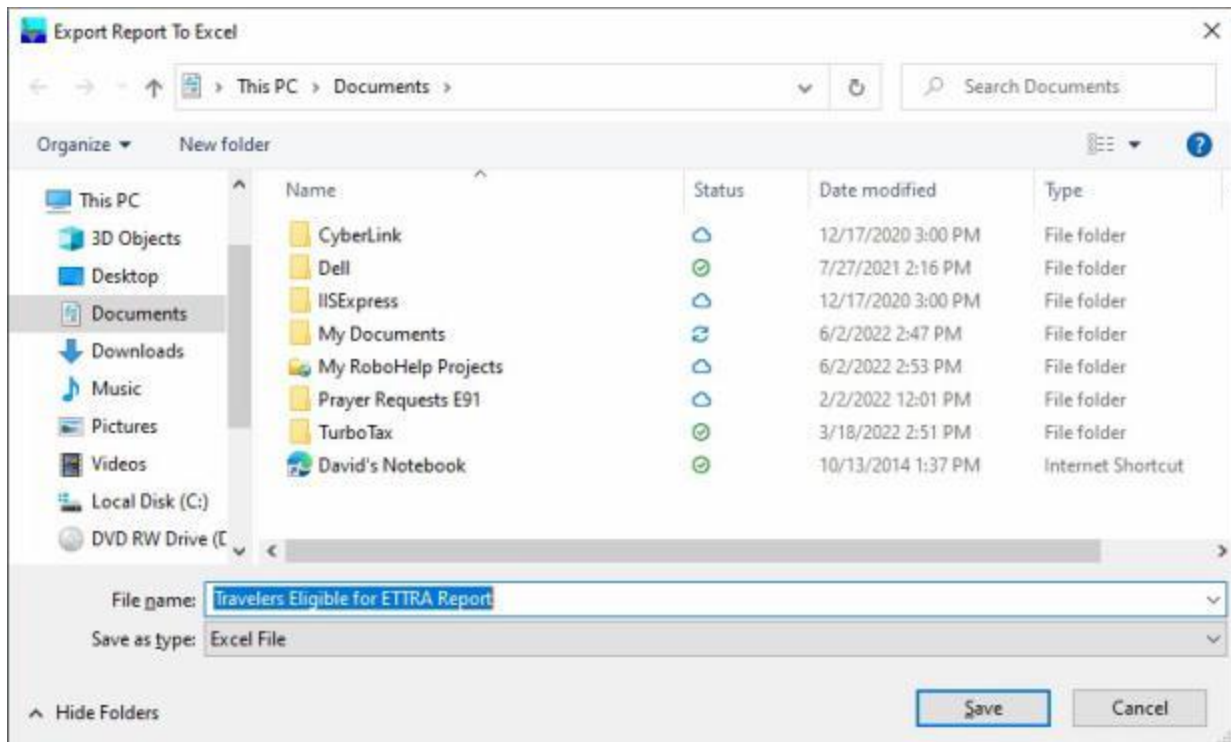 Export Report To Excel
This PC > Documents >
Search Documents
Organize
New folder
Name
Status
Date modified
Type
This PC
3D Objects
Desktop
Documents
Downloads
Music
Pictures
Videos
Local Disk (C:)
DVD RW Drive (D
CyberLink 12/17/2020 3:00 PM File folder
Dell 7/27/2021 2:16 PM File folder
IISExpress 12/17/2020 3:00 PM File folder
My Documents 6/2/2022 2:47 PM File folder
My RoboHelp Projects 6/2/2022 2:53 PM File folder
Prayer Requests E91 2/2/2022 12:01 PM File folder
TurboTax 3/18/2022 2:51 PM File folder
David's Notebook 10/13/2014 1:37 PM Internet Shortcut
File name: Travelers Eligible for ETTRA Report
Save as type: Excel File
Hide Folders
Save
Cancel